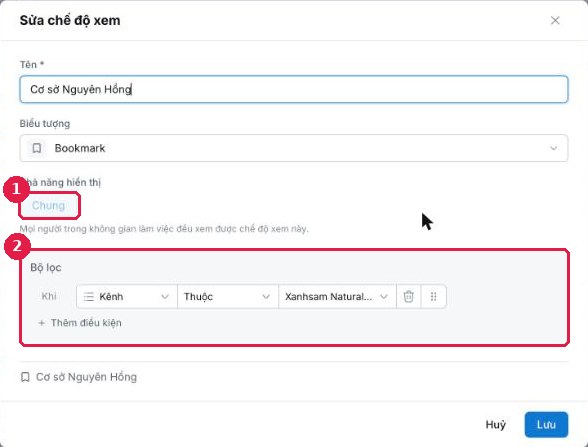 Sửa chế độ xem
Tên *
Cơ sở Nguyên Hồng
Biểu tượng
Bookmark
năng hiển thị
1
Chung
Mọi người trong không gian làm việc đều xem được chế độ xem này.
2
Bộ lọc
Khi Kênh Thuộc Xanhsam Natural...
+ Thêm điều kiện
Cơ sở Nguyên Hồng
Huỷ Lưu